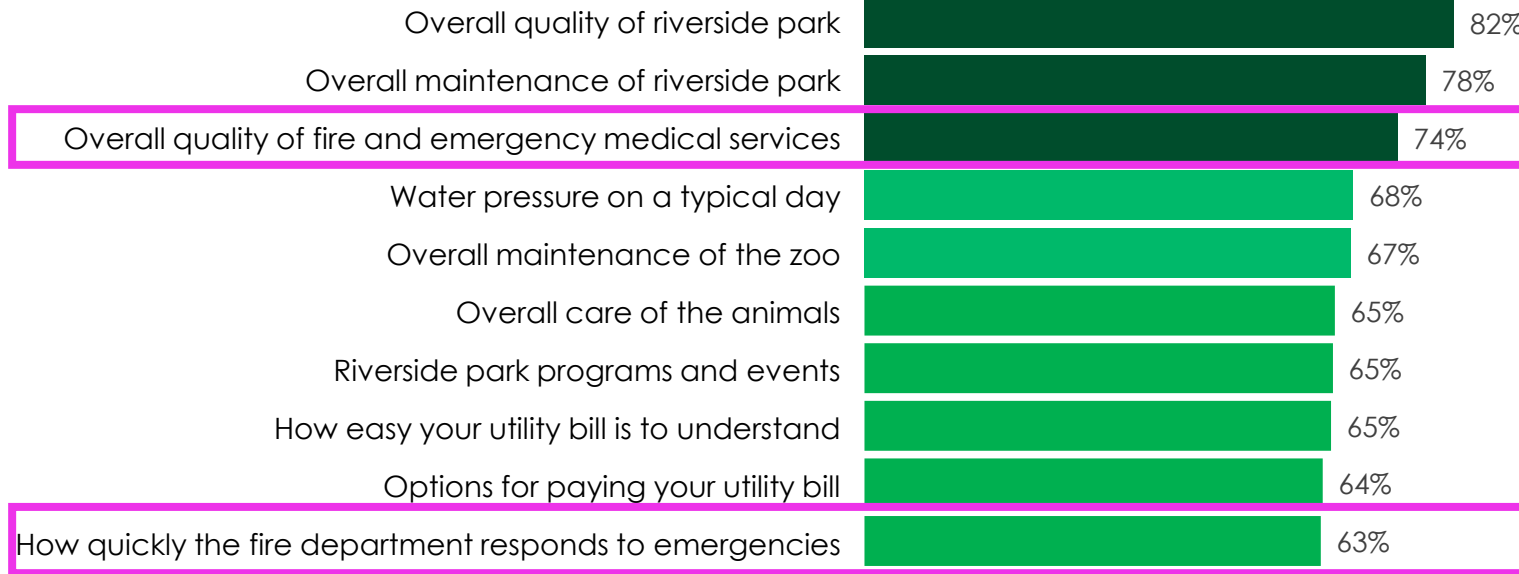 Overall quality of riverside park 82%
Overall maintenance of riverside park 78%
Overall quality of fire and emergency medical services 74%
Water pressure on a typical day 68%
Overall maintenance of the zoo 67%
Overall care of the animals 65%
Riverside park programs and events 65%
How easy your utility bill is to understand 65%
Options for paying your utility bill 64%
How quickly the fire department responds to emergencies 63%